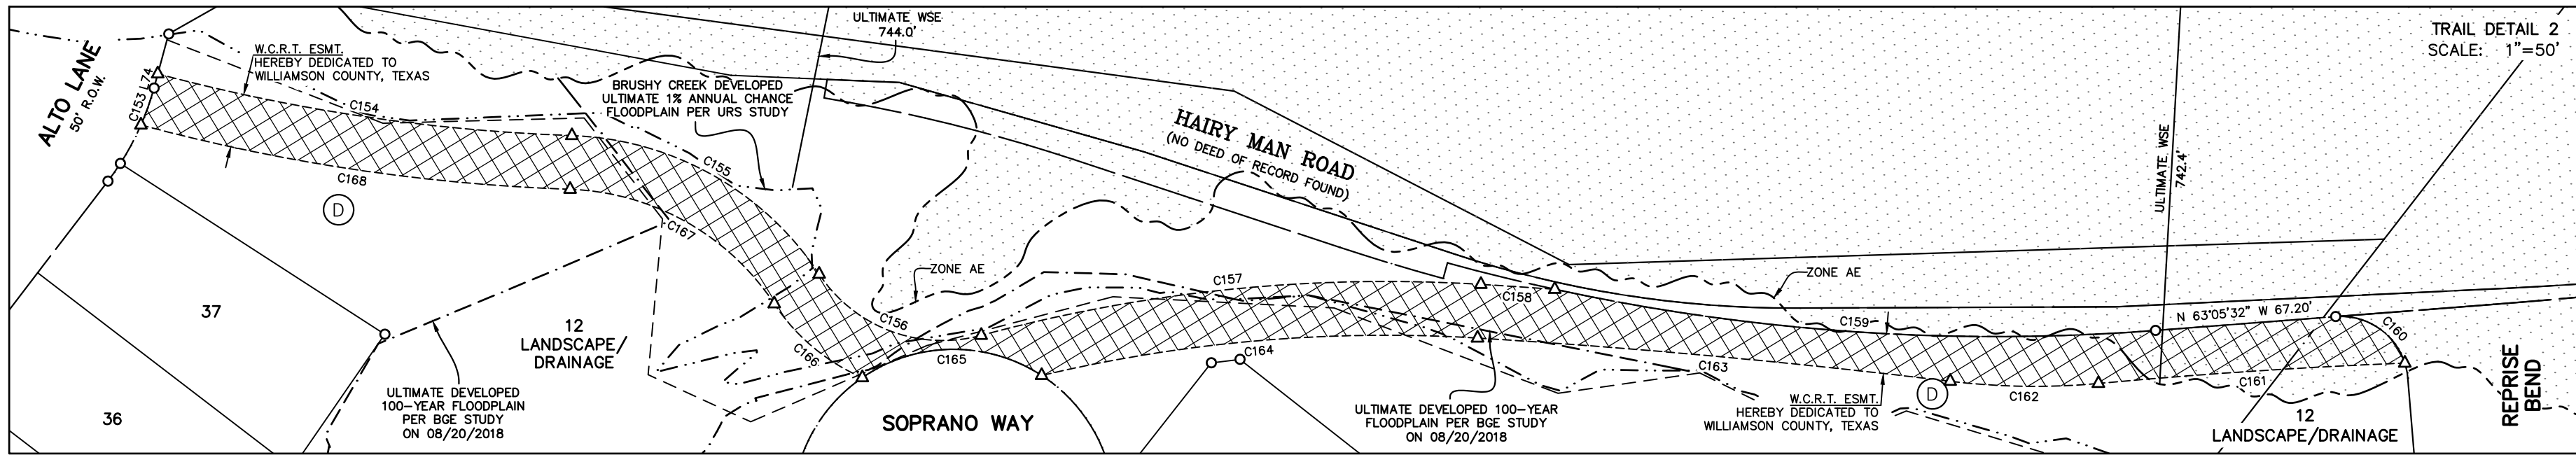 TRAIL DETAIL 2
SCALE: 1"=50'
ALTO LANE
50' R.O.W.
C153
L74
W.C.R.T. ESMT.
HEREBY DEDICATED TO
WILLIAMSON COUNTY, TEXAS
C154
ULTIMATE WSE
744.0'
BRUSHY CREEK DEVELOPED
ULTIMATE 1% ANNUAL CHANCE
FLOODPLAIN PER URS STUDY
HAIRY MAN ROAD
(NO DEED OF RECORD FOUND)
ULTIMATE WSE
742.4'
C155
C168
D
C167
ZONE AE
C157
C158
ZONE AE
C159
N 63°05'32" W 67.20'
C160
37
12
LANDSCAPE/
DRAINAGE
C156
C166
C165
C164
C163
C161
C162
D
36
ULTIMATE DEVELOPED
100-YEAR FLOODPLAIN
PER BGE STUDY
ON 08/20/2018
SOPRANO WAY
ULTIMATE DEVELOPED 100-YEAR
FLOODPLAIN PER BGE STUDY
ON 08/20/2018
W.C.R.T. ESMT.
HEREBY DEDICATED TO
WILLIAMSON COUNTY, TEXAS
12
LANDSCAPE/DRAINAGE
REPRISE
BEND